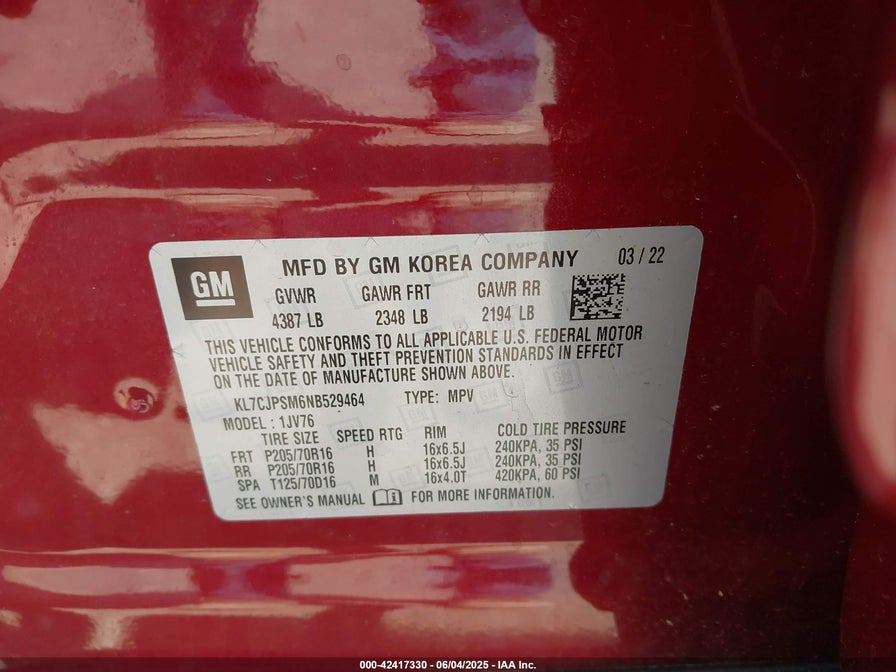 GM
MFD BY GM KOREA COMPANY 03 / 22
GVWR GAWR FRT GAWR RR
4387 LB 2348 LB 2194 LB
THIS VEHICLE CONFORMS TO ALL APPLICABLE U.S. FEDERAL MOTOR
VEHICLE SAFETY AND THEFT PREVENTION STANDARDS IN EFFECT
ON THE DATE OF MANUFACTURE SHOWN ABOVE.
KL7CJPSM6NB529464 TYPE: MPV
MODEL : 1JV76
TIRE SIZE SPEED RTG RIM COLD TIRE PRESSURE
FRT P205/70R16 H 16x6.5J 240KPA, 35 PSI
RR P205/70R16 H 16x6.5J 240KPA, 35 PSI
SPA T125/70D16 M 16x4.0T 420KPA, 60 PSI
SEE OWNER'S MANUAL FOR MORE INFORMATION.
000-42417330 - 06/04/2025 - IAA Inc.